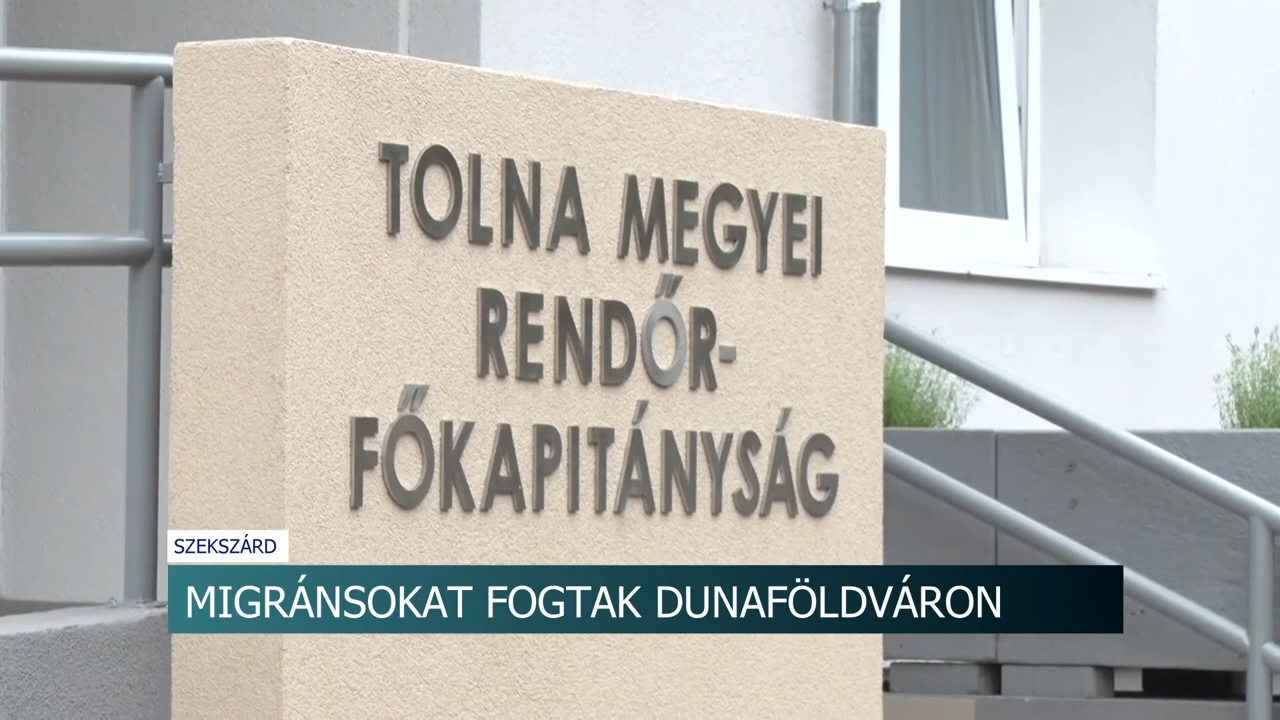 TOLNA MEGYEI
RENDŐR-
FŐKAPITÁNYSÁG
SZEKSZÁRD
MIGRÁNSOKAT FOGTAK DUNAFÖLDVÁRON